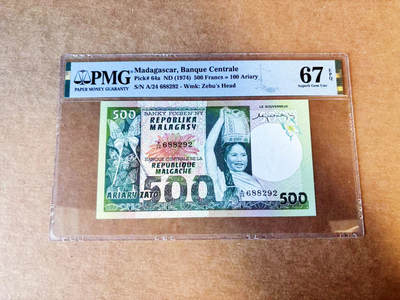 PMG
PAPER MONEY GUARANTY
Madagascar, Banque Centrale
Pick# 64a ND (1974) 500 Francs = 100 Ariary
S/N A/24 688292 - Wmk: Zebu's Head
67 EPQ
Superb Gem Unc
500
BANKY FOIBEN'NY
REPOBLIKA
MALAGASY
LE GOUVERNEUR
A/24 688292
BANQUE CENTRALE DE LA
REPUBLIQUE
MALGACHE
500
A/24 688292
ARIARY ZATO
500